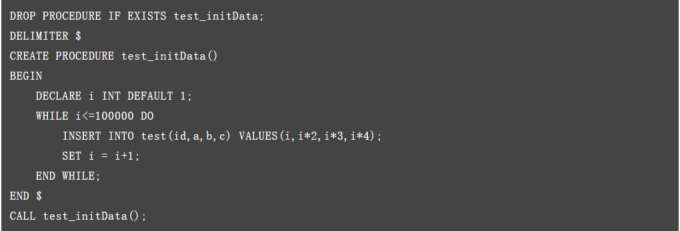 DROP PROCEDURE IF EXISTS test_initData;
DELIMITER $
CREATE PROCEDURE test_initData()
BEGIN
    DECLARE i INT DEFAULT 1;
    WHILE i<=100000 DO
        INSERT INTO test(id,a,b,c) VALUES(i,i*2,i*3,i*4);
        SET i = i+1;
    END WHILE;
END $
CALL test_initData();